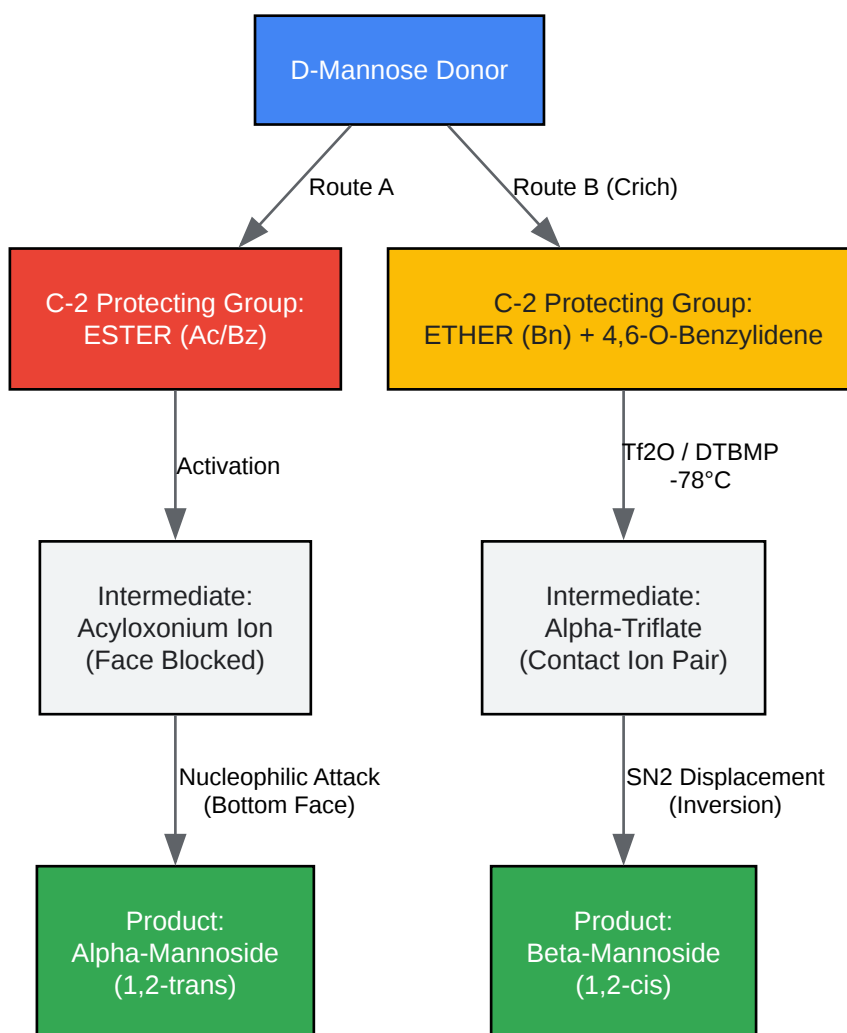 D-Mannose Donor
Route A
Route B (Crich)
C-2 Protecting Group:
ESTER (Ac/Bz)
C-2 Protecting Group:
ETHER (Bn) + 4,6-O-Benzylidene
Activation
Tf2O / DTBMP
-78°C
Intermediate:
Acyloxonium Ion
(Face Blocked)
Intermediate:
Alpha-Triflate
(Contact Ion Pair)
Nucleophilic Attack
(Bottom Face)
SN2 Displacement
(Inversion)
Product:
Alpha-Mannoside
(1,2-trans)
Product:
Beta-Mannoside
(1,2-cis)